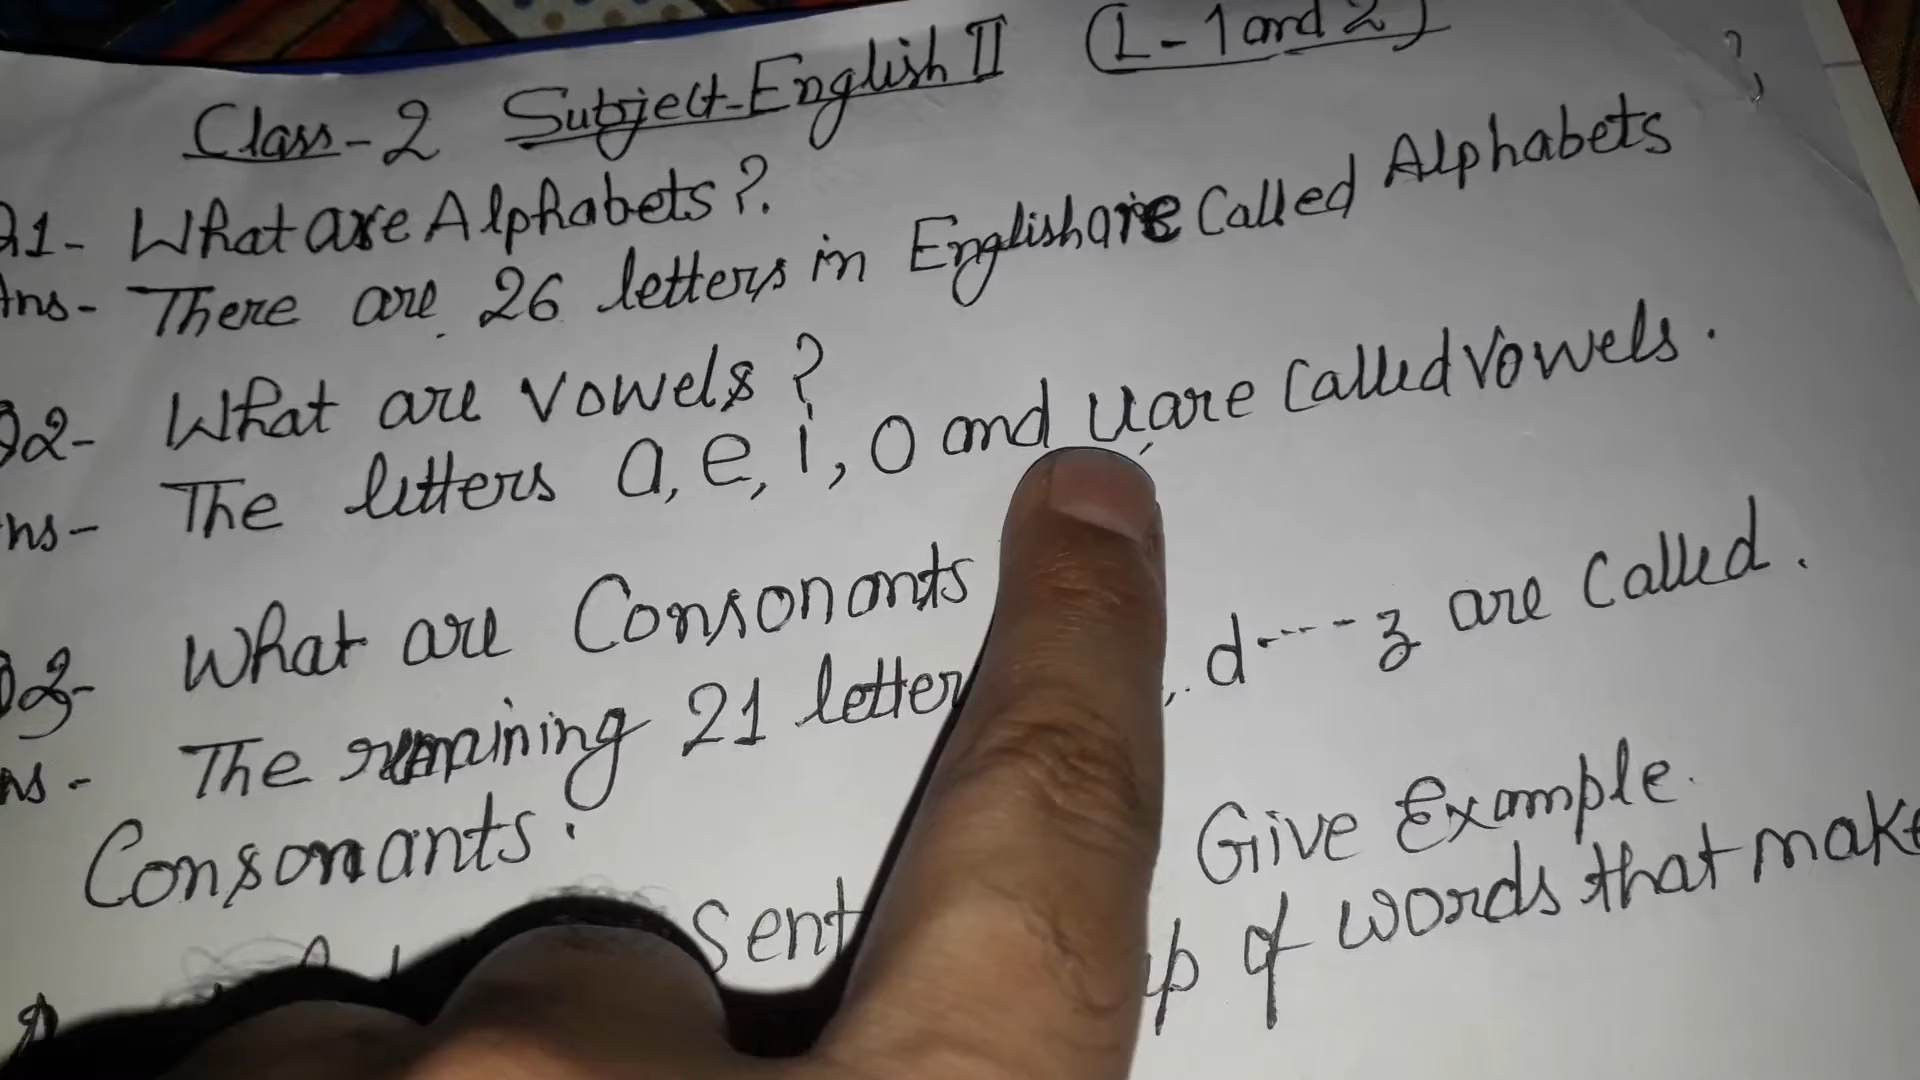 Class-2 Subject-English II (L-1 and 2)
Q1- What are Alphabets?
Ans- There are 26 letters in English are Called Alphabets
Q2- What are Vowels?
Ans- The letters a, e, i, o and u are Called Vowels.
Q3- What are Consonants
Ans- The remaining 21 letter d----z are Called.
Consonants.
Give Example.
of words that make